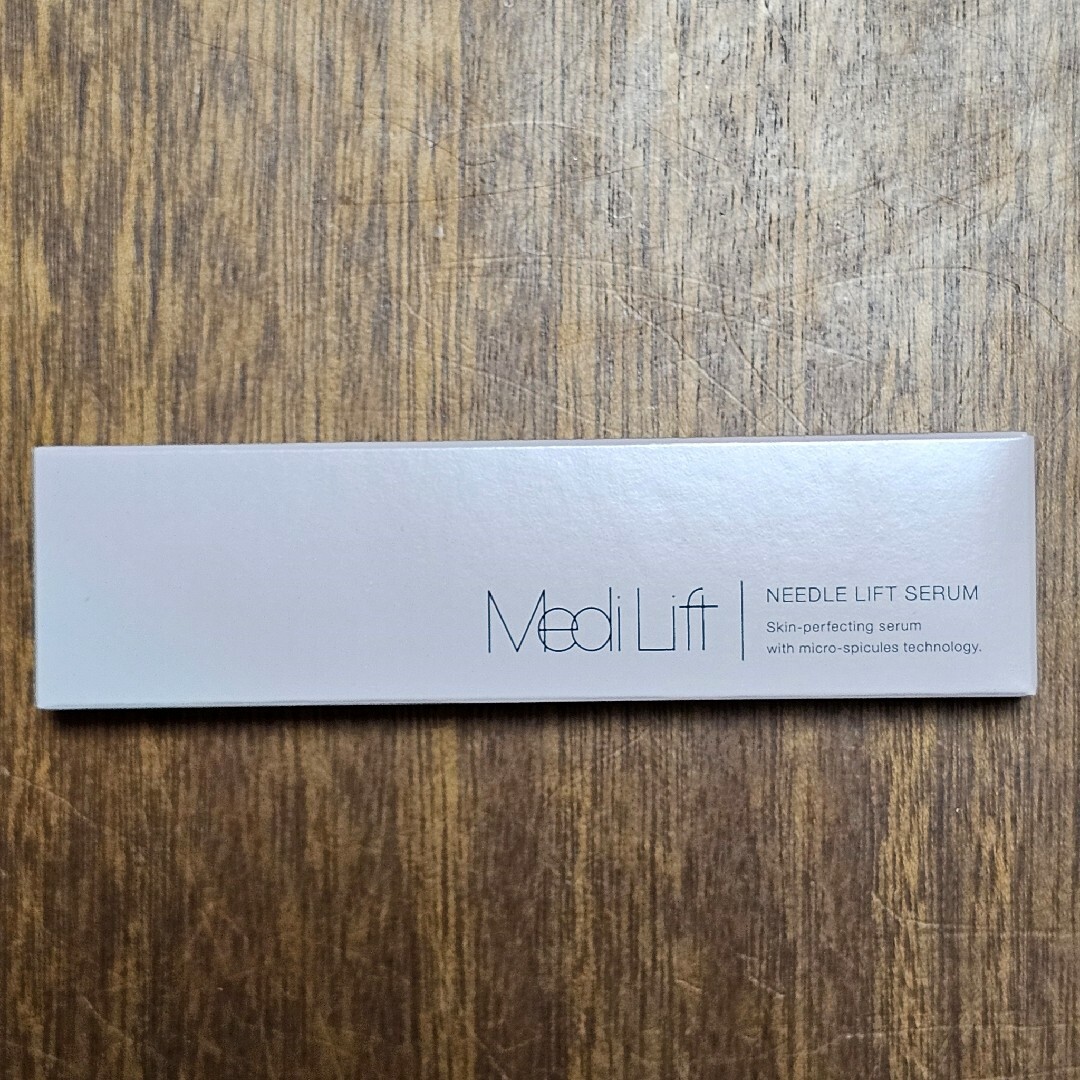 Medi Lift
NEEDLE LIFT SERUM
Skin-perfecting serum
with micro-spicules technology.